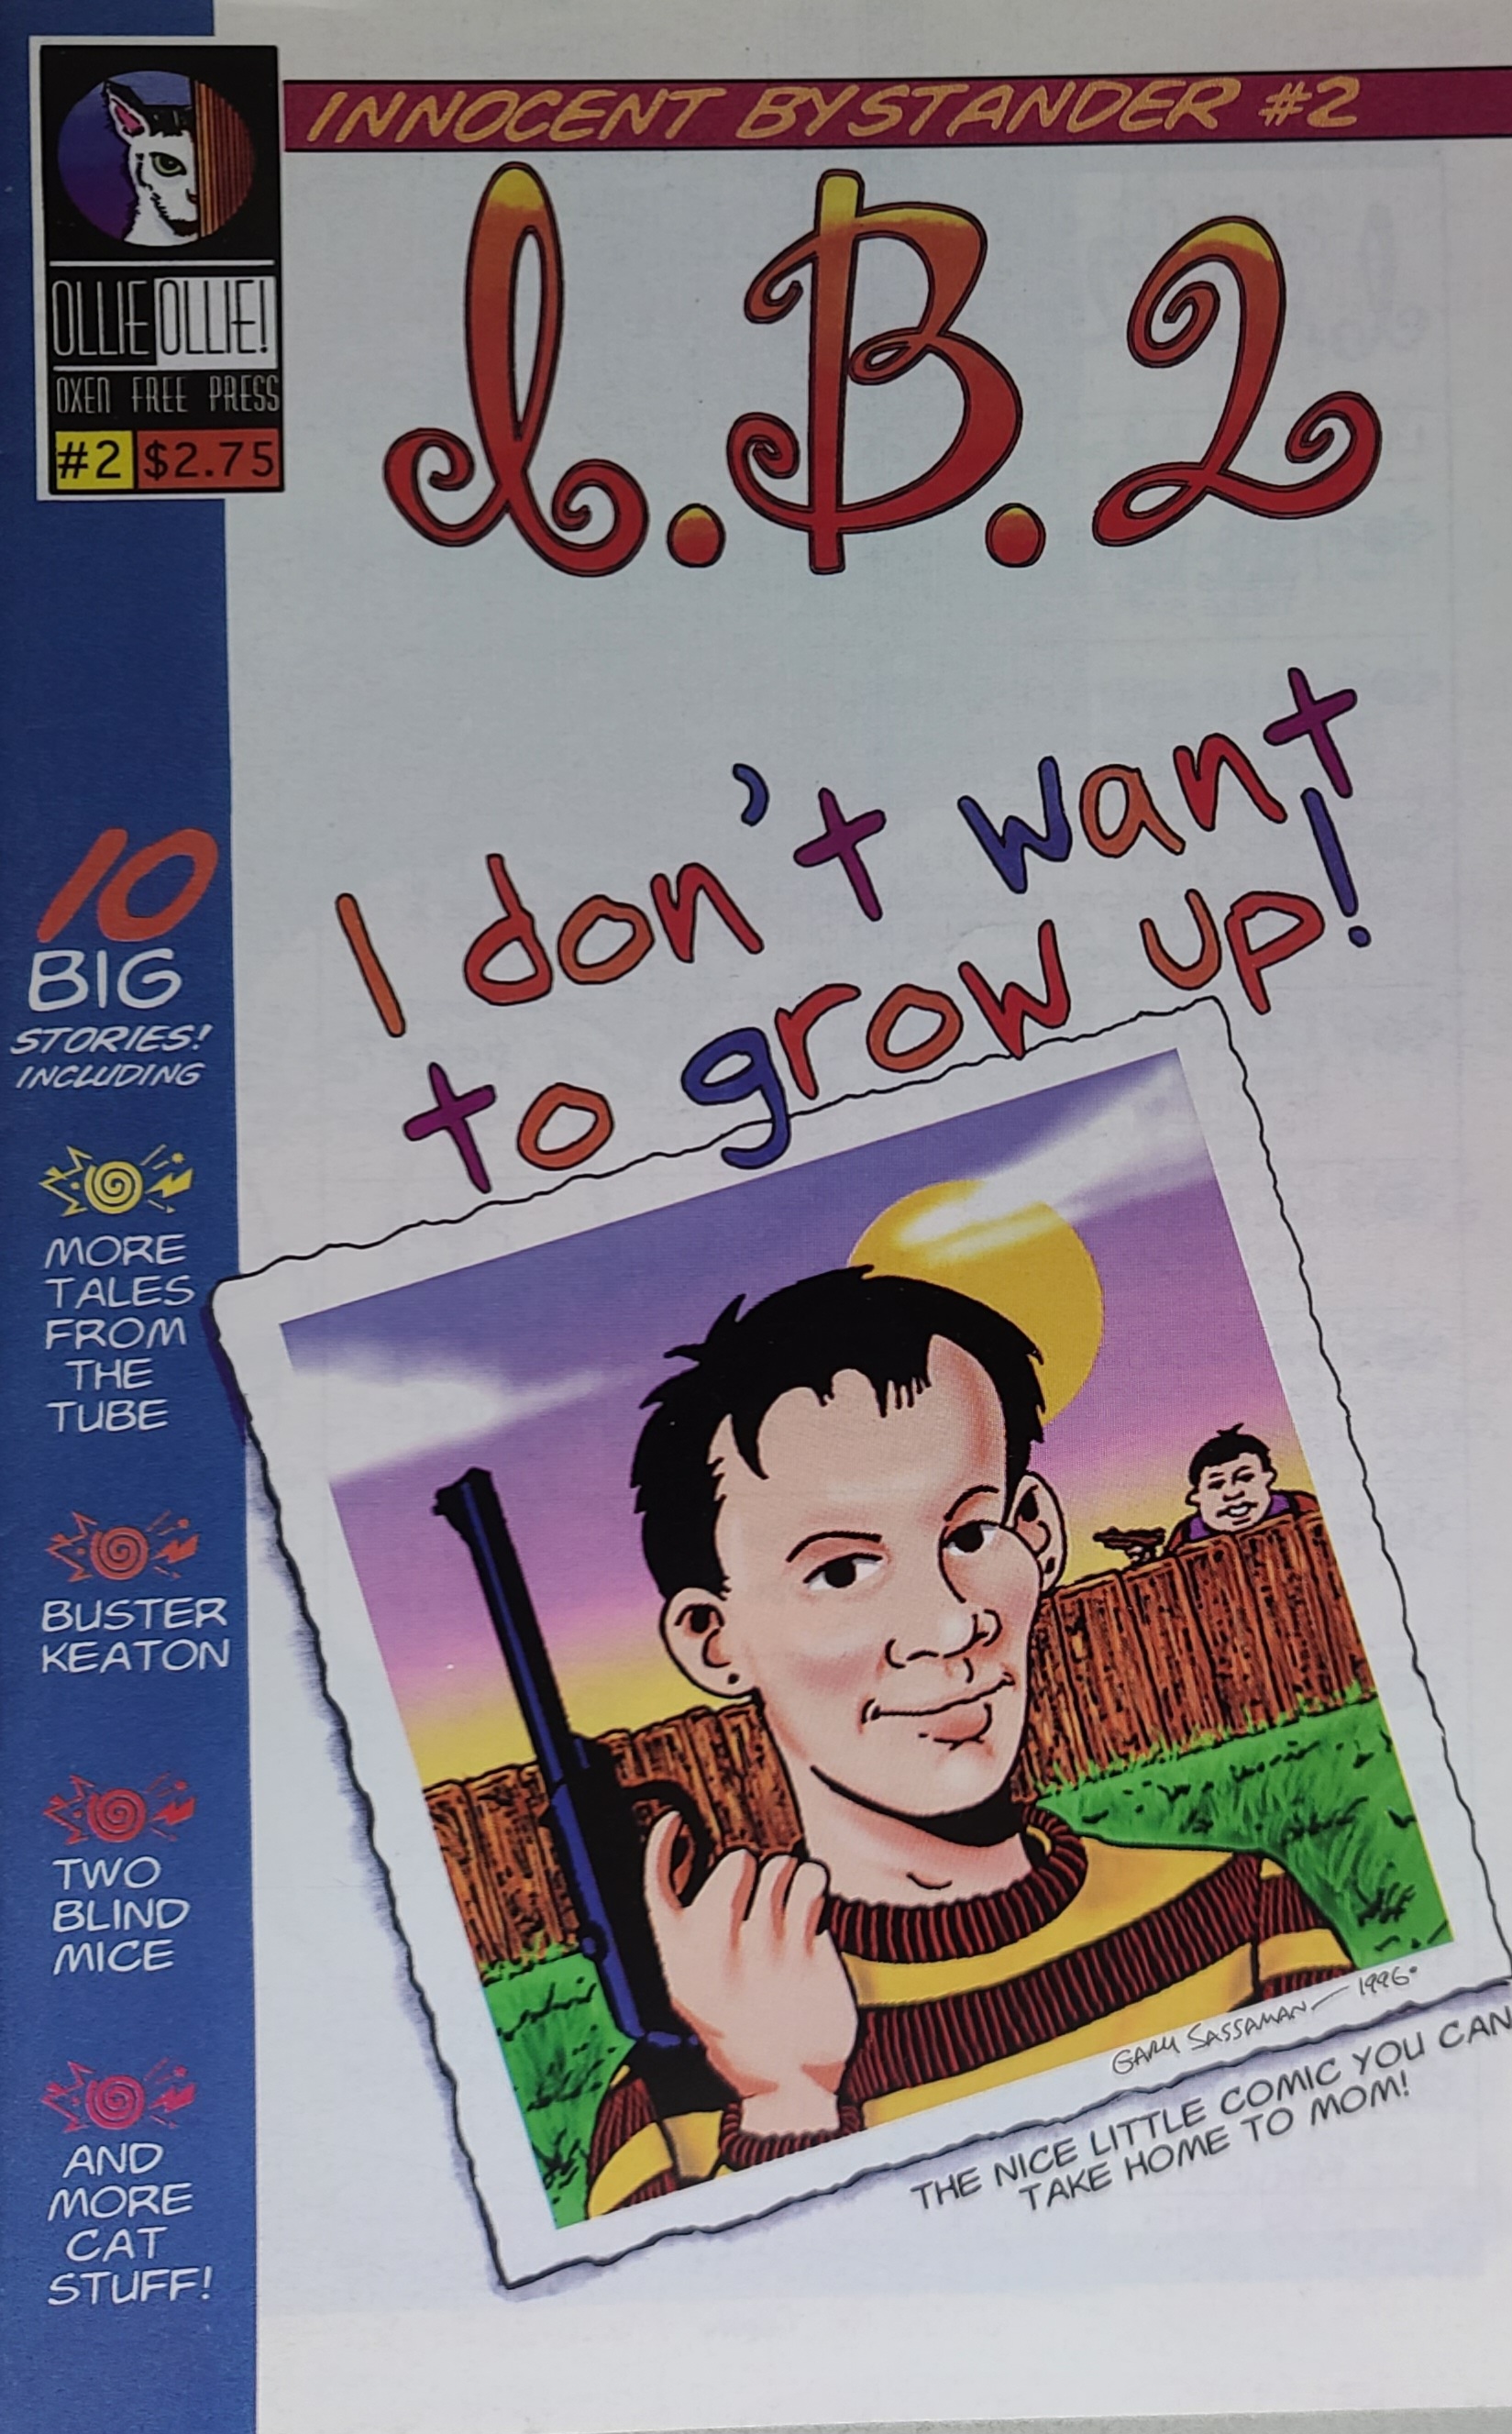 INNOCENT BYSTANDER #2
OLLIE OLLIE!
OXEN FREE PRESS
#2 $2.75
I.B.2
I don't want
to grow up!
10
BIG
STORIES!
INCLUDING
MORE
TALES
FROM
THE
TUBE
BUSTER
KEATON
TWO
BLIND
MICE
AND
MORE
CAT
STUFF!
GARY SASSAMAN — 1996
THE NICE LITTLE COMIC YOU CAN
TAKE HOME TO MOM!